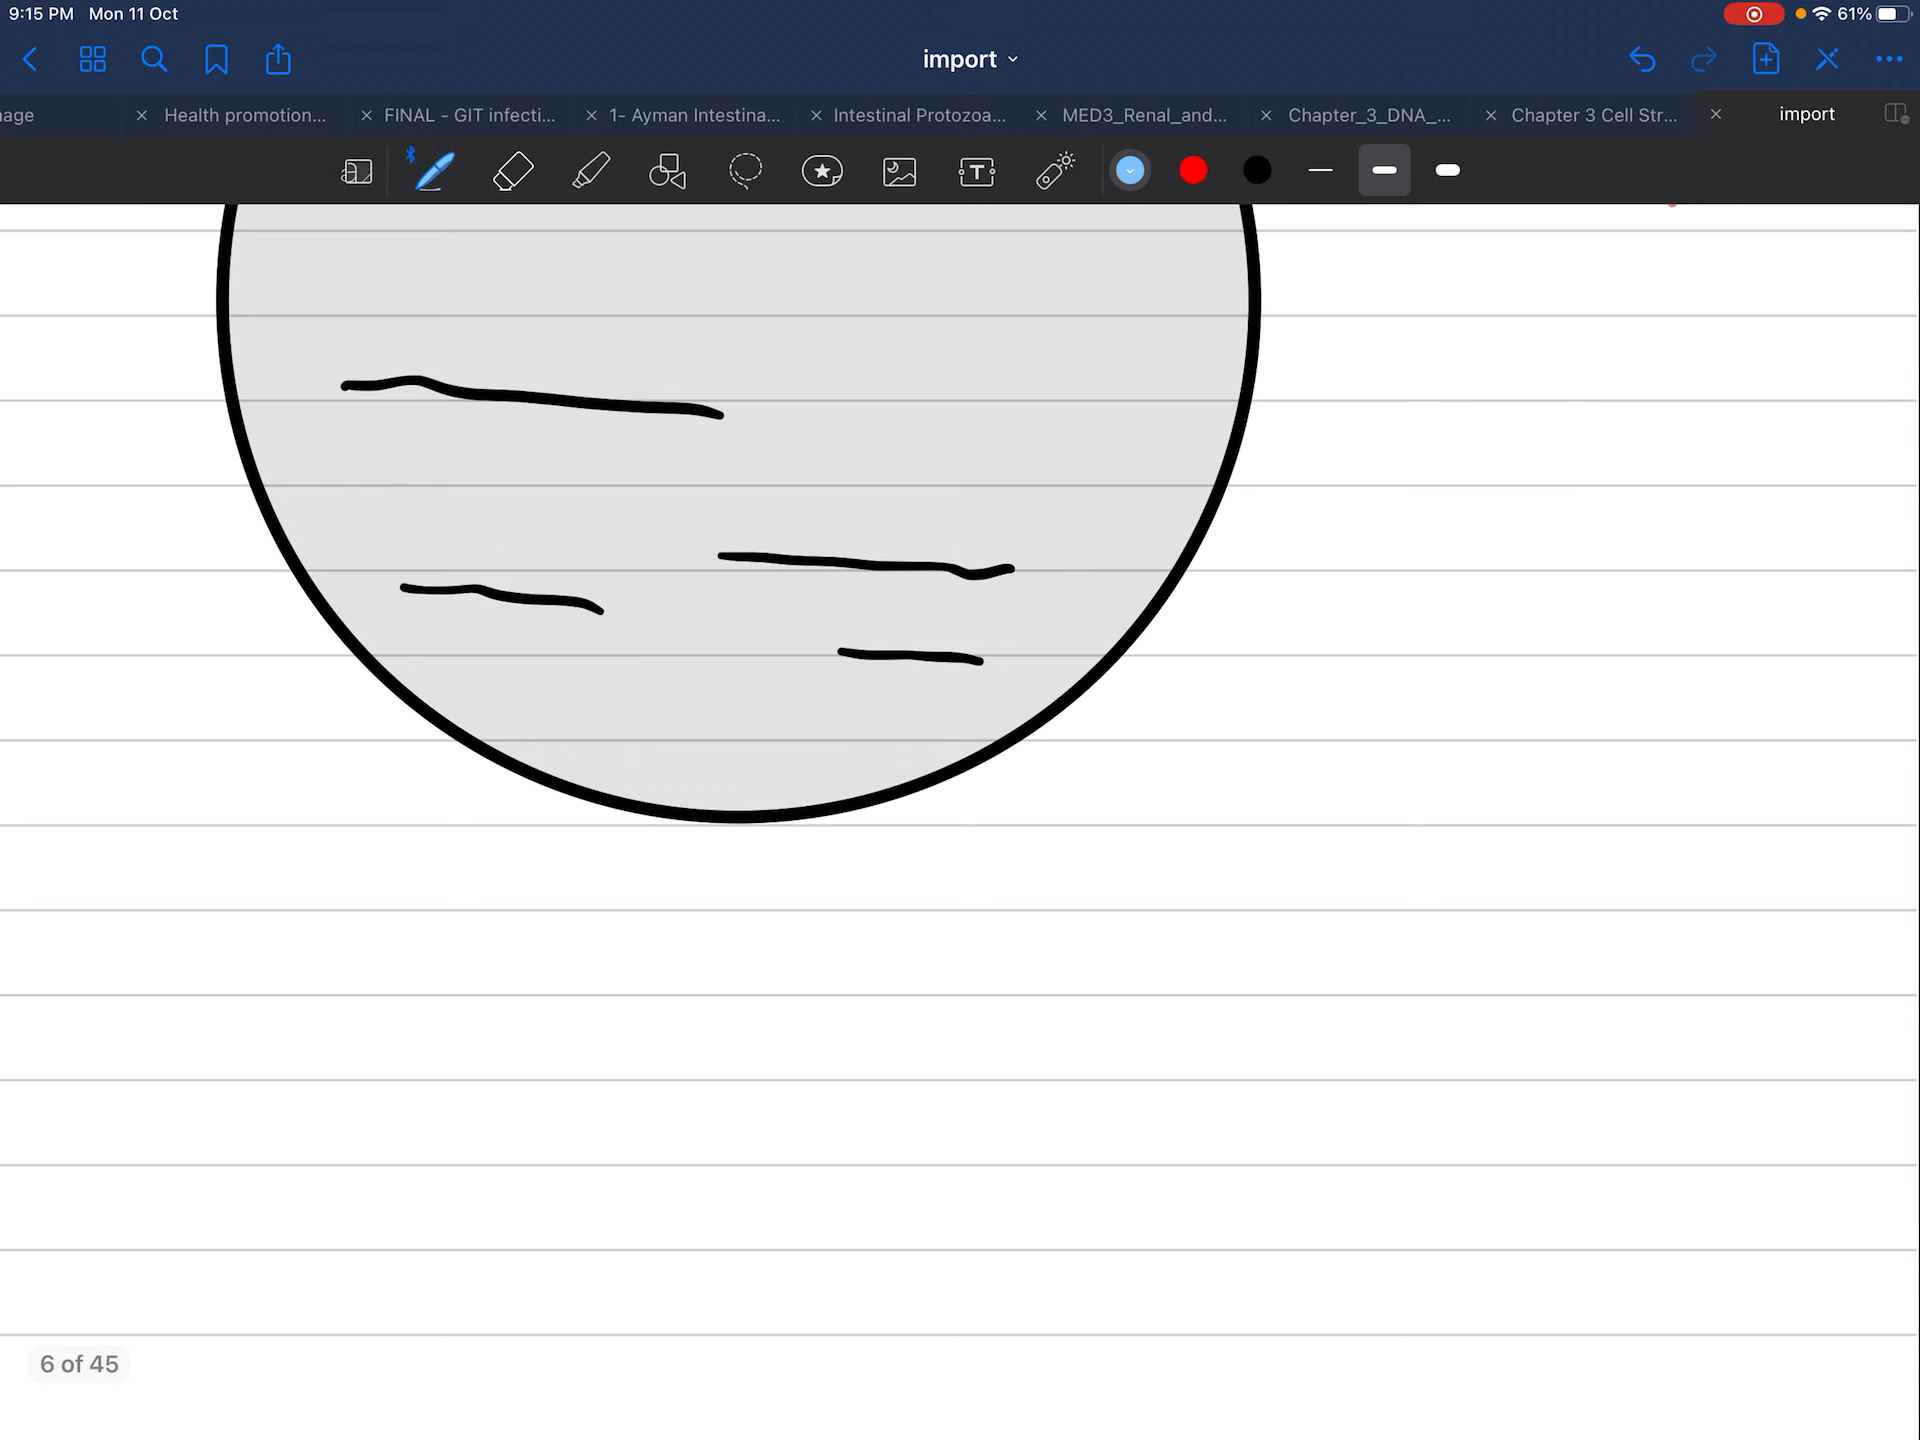 9:15 PM Mon 11 Oct
61%
import
age
Health promotion...
FINAL - GIT infecti...
1- Ayman Intestina...
Intestinal Protozoa...
MED3_Renal_and...
Chapter_3_DNA_...
Chapter 3 Cell Str...
import
T
6 of 45